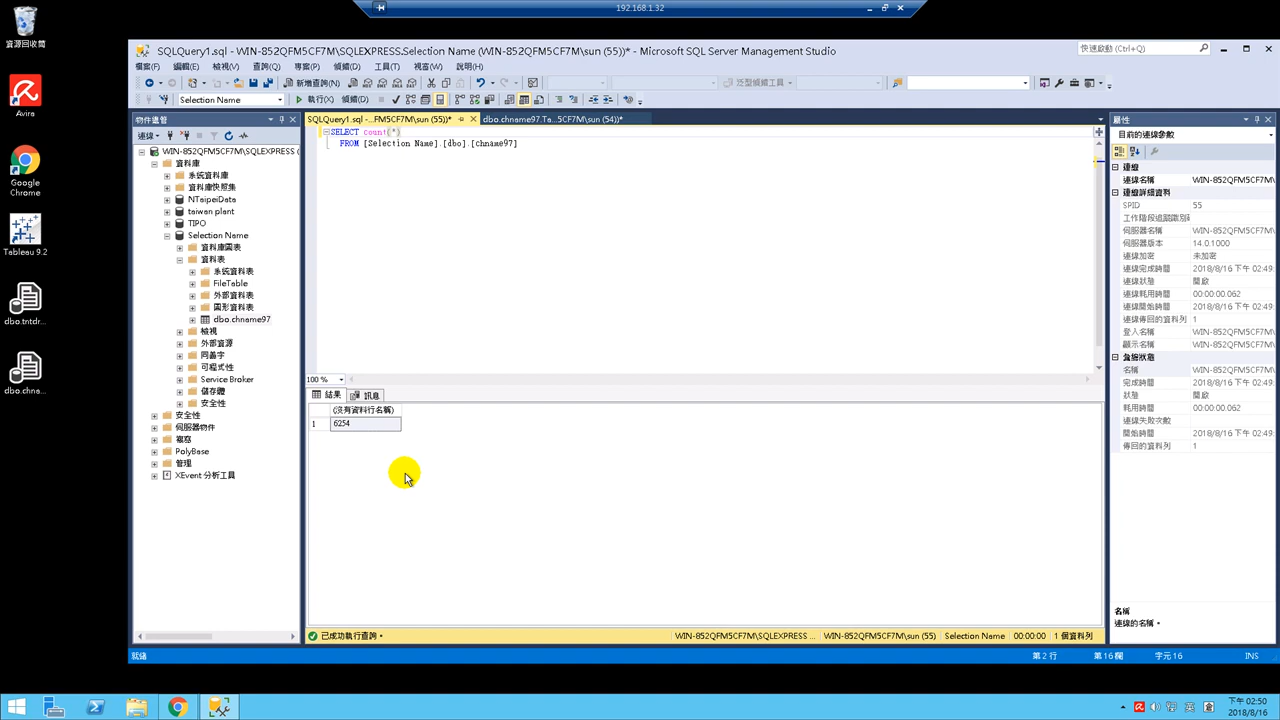 192.168.1.32
資源回收筒
Avira
Google
Chrome
Tableau 9.2
dbo.tntdr...
dbo.chna...
SQLQuery1.sql - WIN-852QFM5CF7M\SQLEXPRESS.Selection Name (WIN-852QFM5CF7M\sun (55))* - Microsoft SQL Server Management Studio
快速啟動 (Ctrl+Q)
檔案(F) 編輯(E) 檢視(V) 查詢(Q) 專案(P) 偵錯(D) 工具(T) 視窗(W) 說明(H)
新增查詢(N) 泛型偵錯工具
Selection Name 執行(X) 偵錯(D)
物件總管
連線
WIN-852QFM5CF7M\SQLEXPRESS (
資料庫
系統資料庫
資料庫快照集
NTaipeiData
taiwan plant
TIPO
Selection Name
資料庫圖表
資料表
系統資料表
FileTable
外部資料表
圖形資料表
dbo.chname97
檢視
外部資源
同義字
可程式性
Service Broker
儲存體
安全性
安全性
伺服器物件
複寫
PolyBase
管理
XEvent 分析工具
SQLQuery1.sql -...FM5CF7M\sun (55))* dbo.chname97.Ta...5CF7M\sun (54))*
SELECT count(*)
FROM [Selection Name].[dbo].[chname97]
100 %
結果 訊息
(沒有資料行名稱)
1 6254
已成功執行查詢。 WIN-852QFM5CF7M\SQLEXPRESS ... WIN-852QFM5CF7M\sun (55) Selection Name 00:00:00 1 個資料列
屬性
目前的連線參數
連線
連線名稱 WIN-852QFM5CF7M\
連線詳細資料
SPID 55
工作階段追蹤識別
伺服器名稱 WIN-852QFM5CF7M\
伺服器版本 14.0.1000
連線加密 未加密
連線完成時間 2018/8/16 下午 02:49:
連線狀態 開啟
連線耗用時間 00:00:00.062
連線開始時間 2018/8/16 下午 02:49:
連線傳回的資料列 1
登入名稱 WIN-852QFM5CF7M\
顯示名稱 WIN-852QFM5CF7M\
彙總狀態
名稱 WIN-852QFM5CF7M\
完成時間 2018/8/16 下午 02:49:
狀態 開啟
耗用時間 00:00:00.062
連線失敗次數
開始時間 2018/8/16 下午 02:49:
傳回的資料列 1
名稱
連線的名稱。
就緒 第 2 行 第 16 欄 字元 16 INS
下午 02:50
2018/8/16